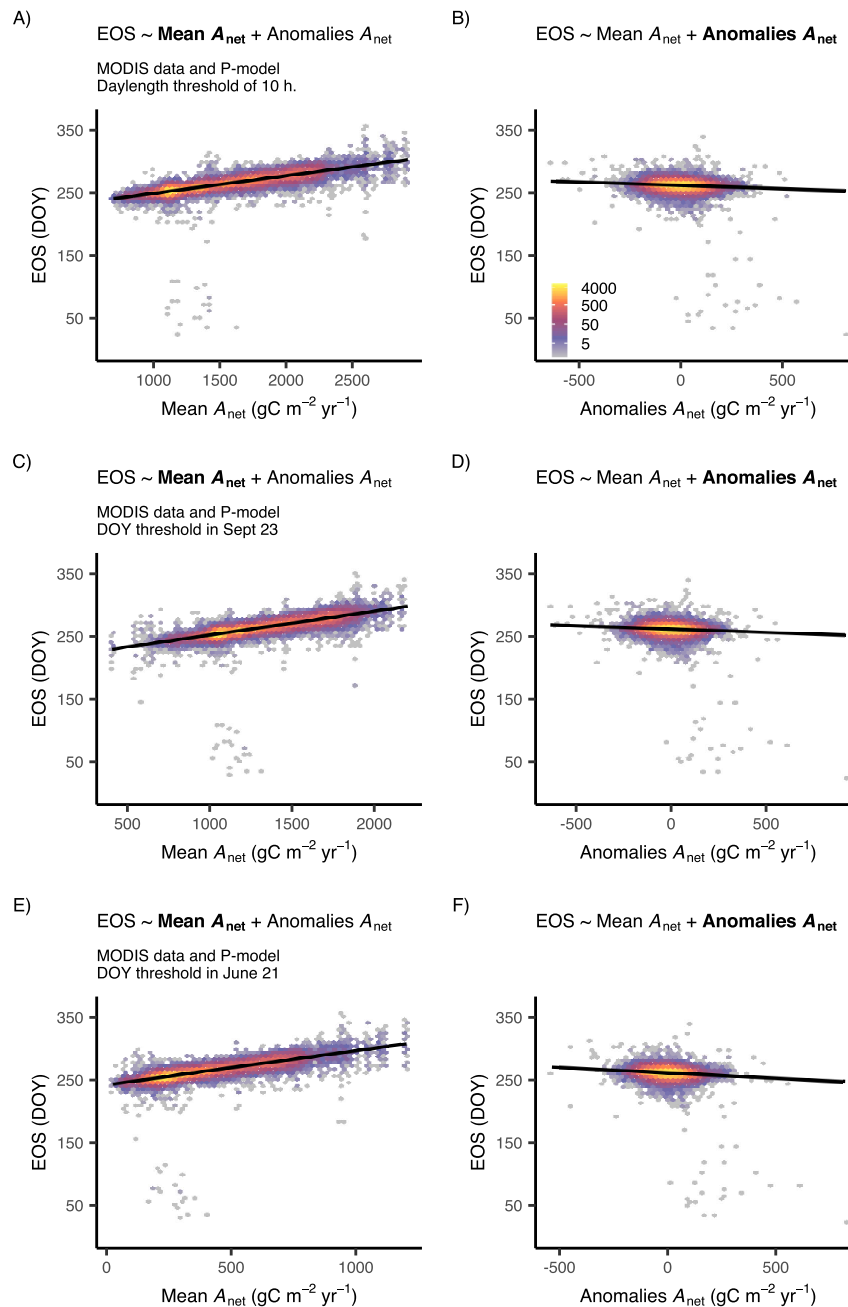 A)
EOS ~ Mean Anet + Anomalies Anet
MODIS data and P-model
Daylength threshold of 10 h.
EOS (DOY)
350
250
150
50
1000 1500 2000 2500
Mean Anet (gC m−2 yr−1)
B)
EOS ~ Mean Anet + Anomalies Anet
EOS (DOY)
350
250
150
50
4000
500
50
5
-500 0 500
Anomalies Anet (gC m−2 yr−1)
C)
EOS ~ Mean Anet + Anomalies Anet
MODIS data and P-model
DOY threshold in Sept 23
EOS (DOY)
350
250
150
50
500 1000 1500 2000
Mean Anet (gC m−2 yr−1)
D)
EOS ~ Mean Anet + Anomalies Anet
EOS (DOY)
350
250
150
50
-500 0 500
Anomalies Anet (gC m−2 yr−1)
E)
EOS ~ Mean Anet + Anomalies Anet
MODIS data and P-model
DOY threshold in June 21
EOS (DOY)
350
250
150
50
0 500 1000
Mean Anet (gC m−2 yr−1)
F)
EOS ~ Mean Anet + Anomalies Anet
EOS (DOY)
350
250
150
50
-500 0 500
Anomalies Anet (gC m−2 yr−1)